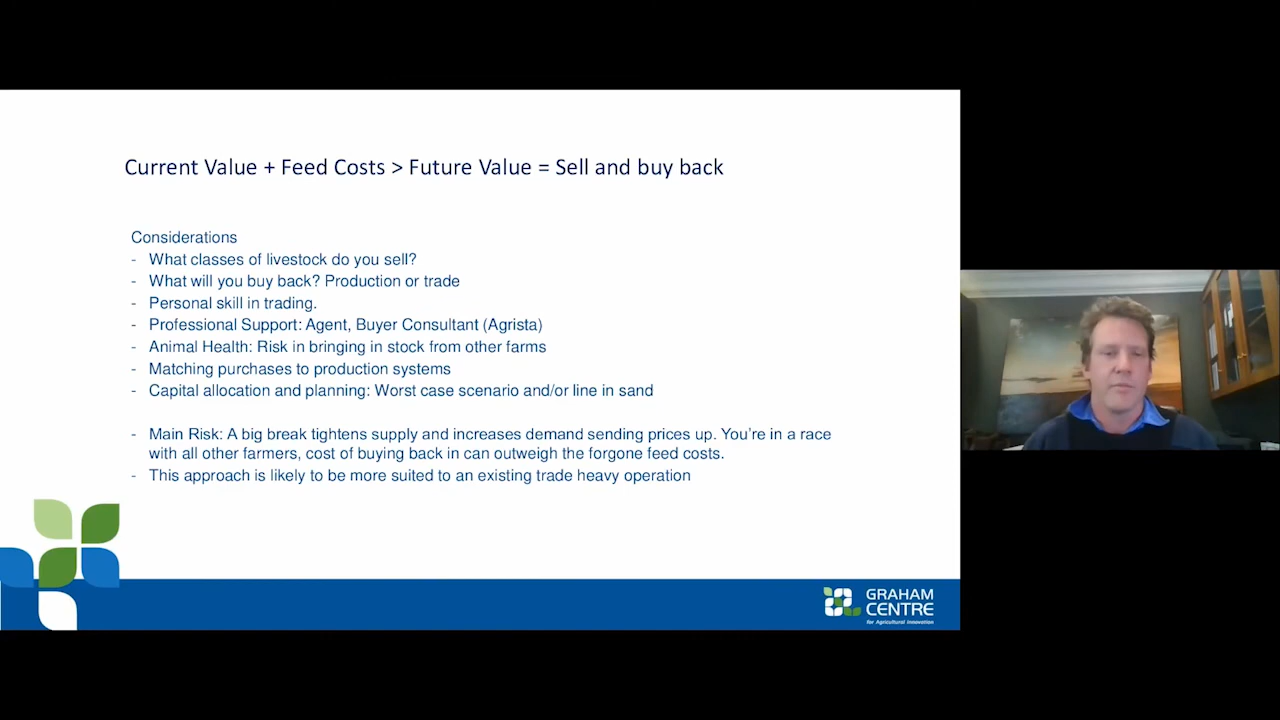 Current Value + Feed Costs > Future Value = Sell and buy back
Considerations
- What classes of livestock do you sell?
- What will you buy back? Production or trade
- Personal skill in trading.
- Professional Support: Agent, Buyer Consultant (Agrista)
- Animal Health: Risk in bringing in stock from other farms
- Matching purchases to production systems
- Capital allocation and planning: Worst case scenario and/or line in sand
- Main Risk: A big break tightens supply and increases demand sending prices up. You're in a race
with all other farmers, cost of buying back in can outweigh the forgone feed costs.
- This approach is likely to be more suited to an existing trade heavy operation
GRAHAM
CENTRE
for Agricultural Innovation